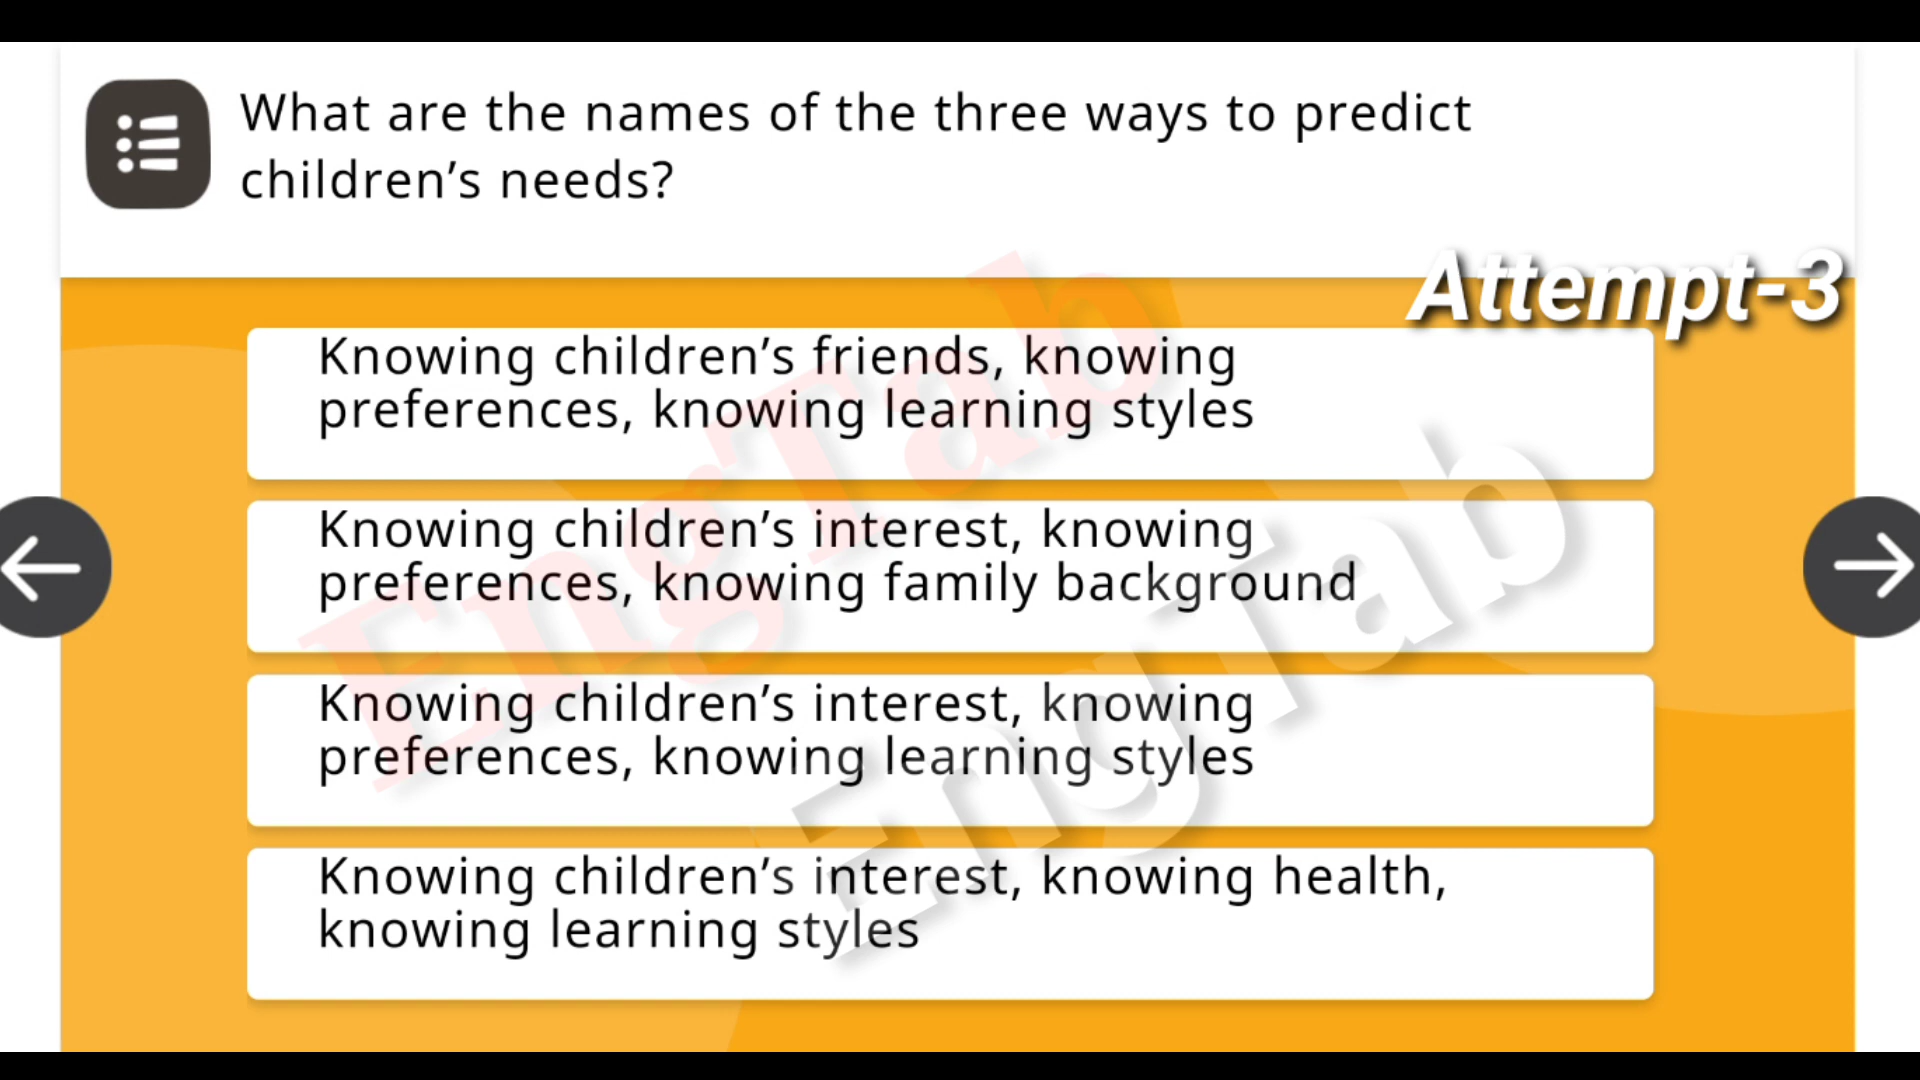 What are the names of the three ways to predict
children’s needs?
Attempt-3
Knowing children’s friends, knowing
preferences, knowing learning styles
Knowing children’s interest, knowing
preferences, knowing family background
Knowing children’s interest, knowing
preferences, knowing learning styles
Knowing children’s interest, knowing health,
knowing learning styles
EngTab
EngTab